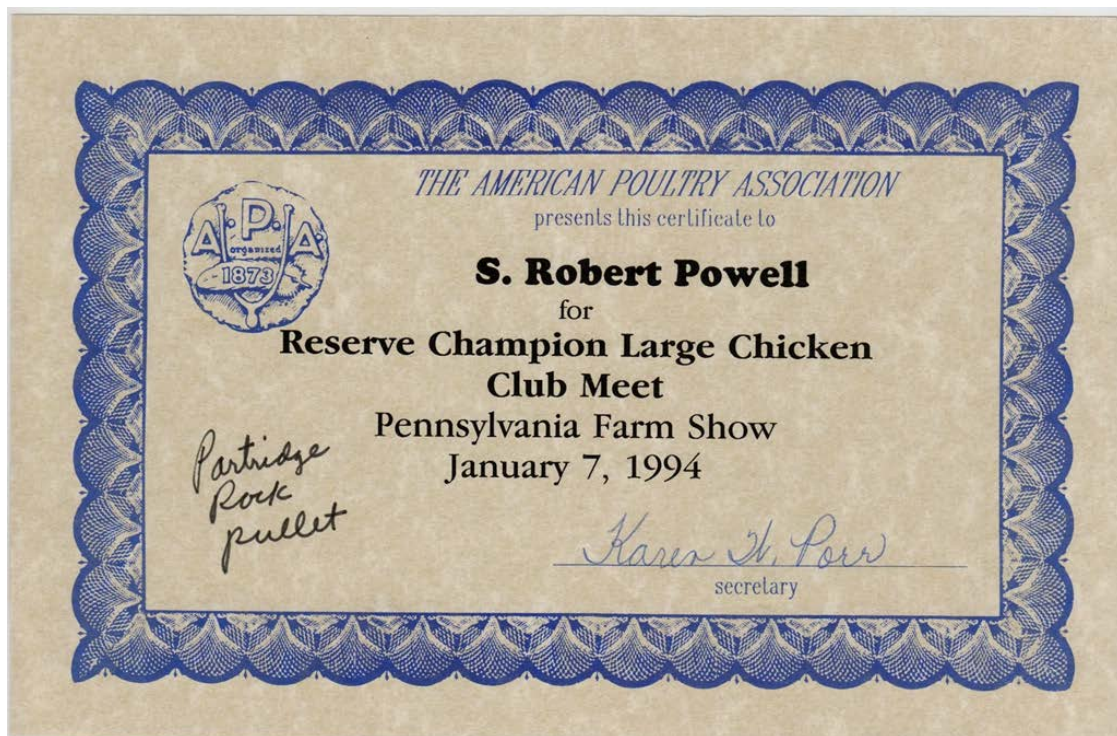 THE AMERICAN POULTRY ASSOCIATION
presents this certificate to
A.P.A.
organized
1873
S. Robert Powell
for
Reserve Champion Large Chicken
Club Meet
Pennsylvania Farm Show
January 7, 1994
Partridge
Rock
pullet
Karen W. Porr
secretary